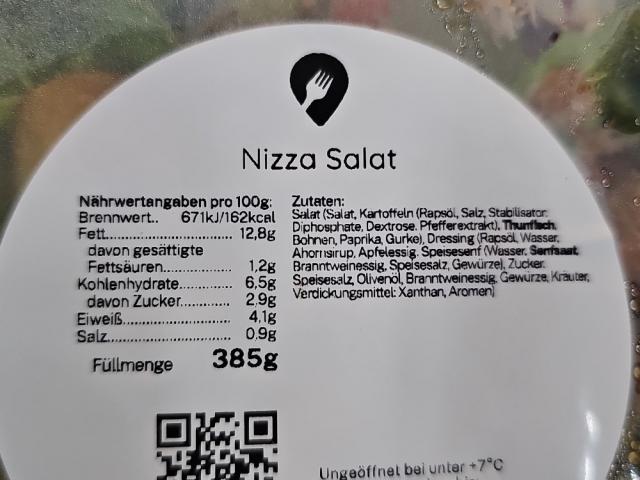 Nizza Salat
Nährwertangaben pro 100g:
Brennwert.. 671kJ/162kcal
Fett.............................. 12,8g
davon gesättigte
Fettsäuren.................. 1,2g
Kohlenhydrate............ 6,5g
davon Zucker............. 2,9g
Eiweiß......................... 4,1g
Salz.............................. 0,9g
Füllmenge 385g
Zutaten:
Salat (Salat, Kartoffeln (Rapsöl, Salz, Stabilisator:
Diphosphate, Dextrose, Pfefferextrakt), Thunfisch,
Bohnen, Paprika, Gurke), Dressing (Rapsöl, Wasser,
Ahornsirup, Apfelessig, Speisesenf (Wasser, Senfsaat,
Branntweinessig, Speisesalz, Gewürze), Zucker,
Speisesalz, Olivenöl, Branntweinessig, Gewürze, Kräuter,
Verdickungsmittel: Xanthan, Aromen)
Ungeöffnet bei unter +7°C